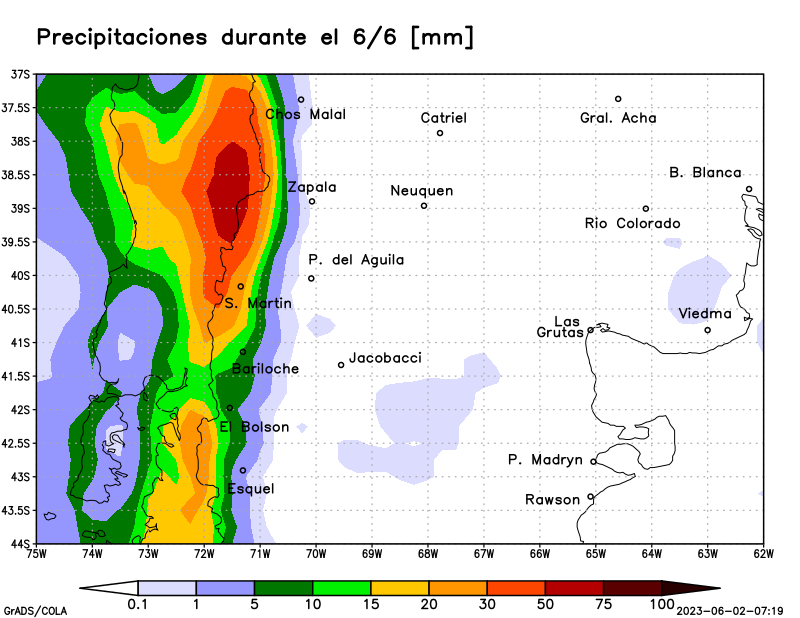 Precipitaciones durante el 6/6 [mm]
37S
37.5S
38S
38.5S
39S
39.5S
40S
40.5S
41S
41.5S
42S
42.5S
43S
43.5S
44S
Chos Malal
Catriel
Gral. Acha
B. Blanca
Zapala
Neuquen
Rio Colorado
P. del Aguila
S. Martin
Viedma
Las
Grutas
Bariloche
Jacobacci
El Bolson
P. Madryn
Esquel
Rawson
75W 74W 73W 72W 71W 70W 69W 68W 67W 66W 65W 64W 63W 62W
0.1 1 5 10 15 20 30 50 75 100
GrADS/COLA
2023-06-02-07:19